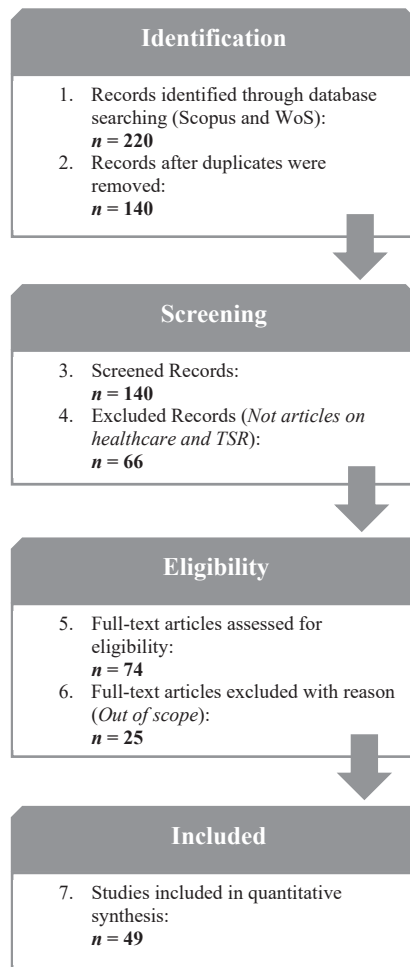 Identification
1. Records identified through database
searching (Scopus and WoS):
n = 220
2. Records after duplicates were
removed:
n = 140
Screening
3. Screened Records:
n = 140
4. Excluded Records (Not articles on
healthcare and TSR):
n = 66
Eligibility
5. Full-text articles assessed for
eligibility:
n = 74
6. Full-text articles excluded with reason
(Out of scope):
n = 25
Included
7. Studies included in quantitative
synthesis:
n = 49